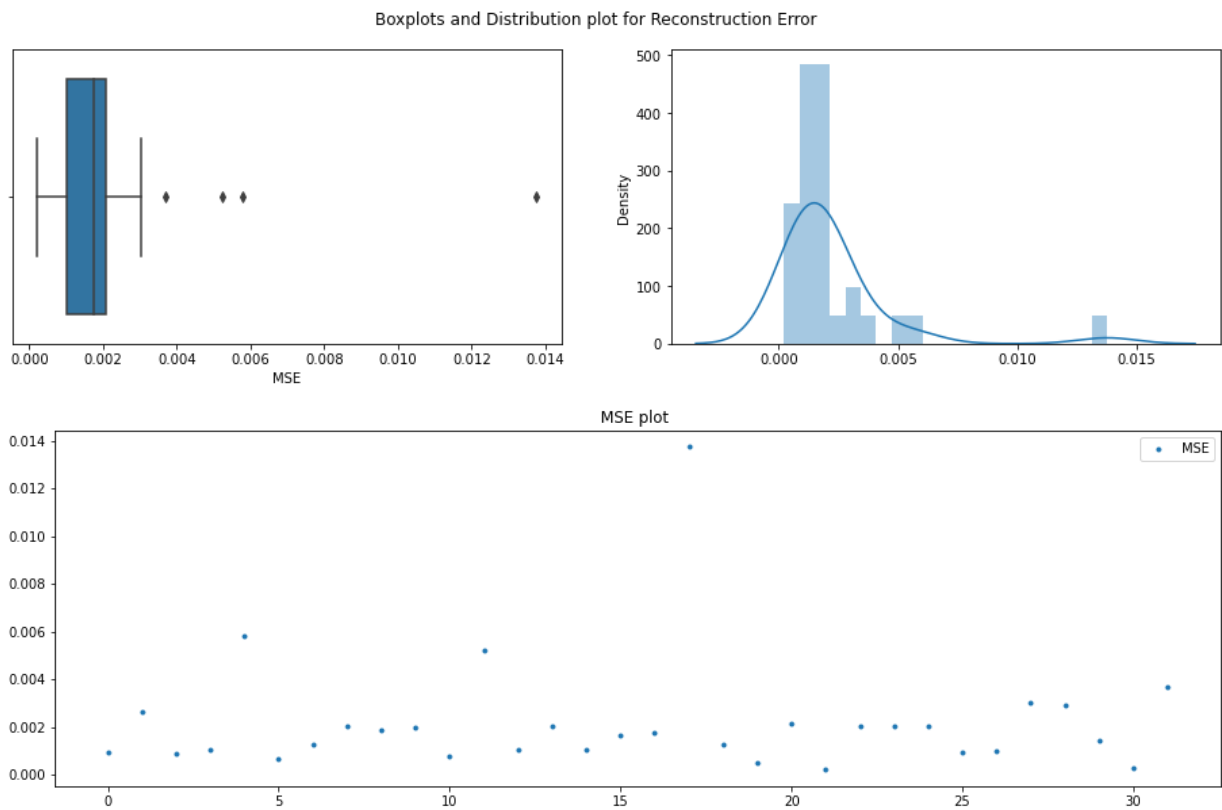 Boxplots and Distribution plot for Reconstruction Error
0.000 0.002 0.004 0.006 0.008 0.010 0.012 0.014
MSE
500
400
300
200
100
0
Density
0.000 0.005 0.010 0.015
MSE plot
MSE
0.014
0.012
0.010
0.008
0.006
0.004
0.002
0.000
0 5 10 15 20 25 30